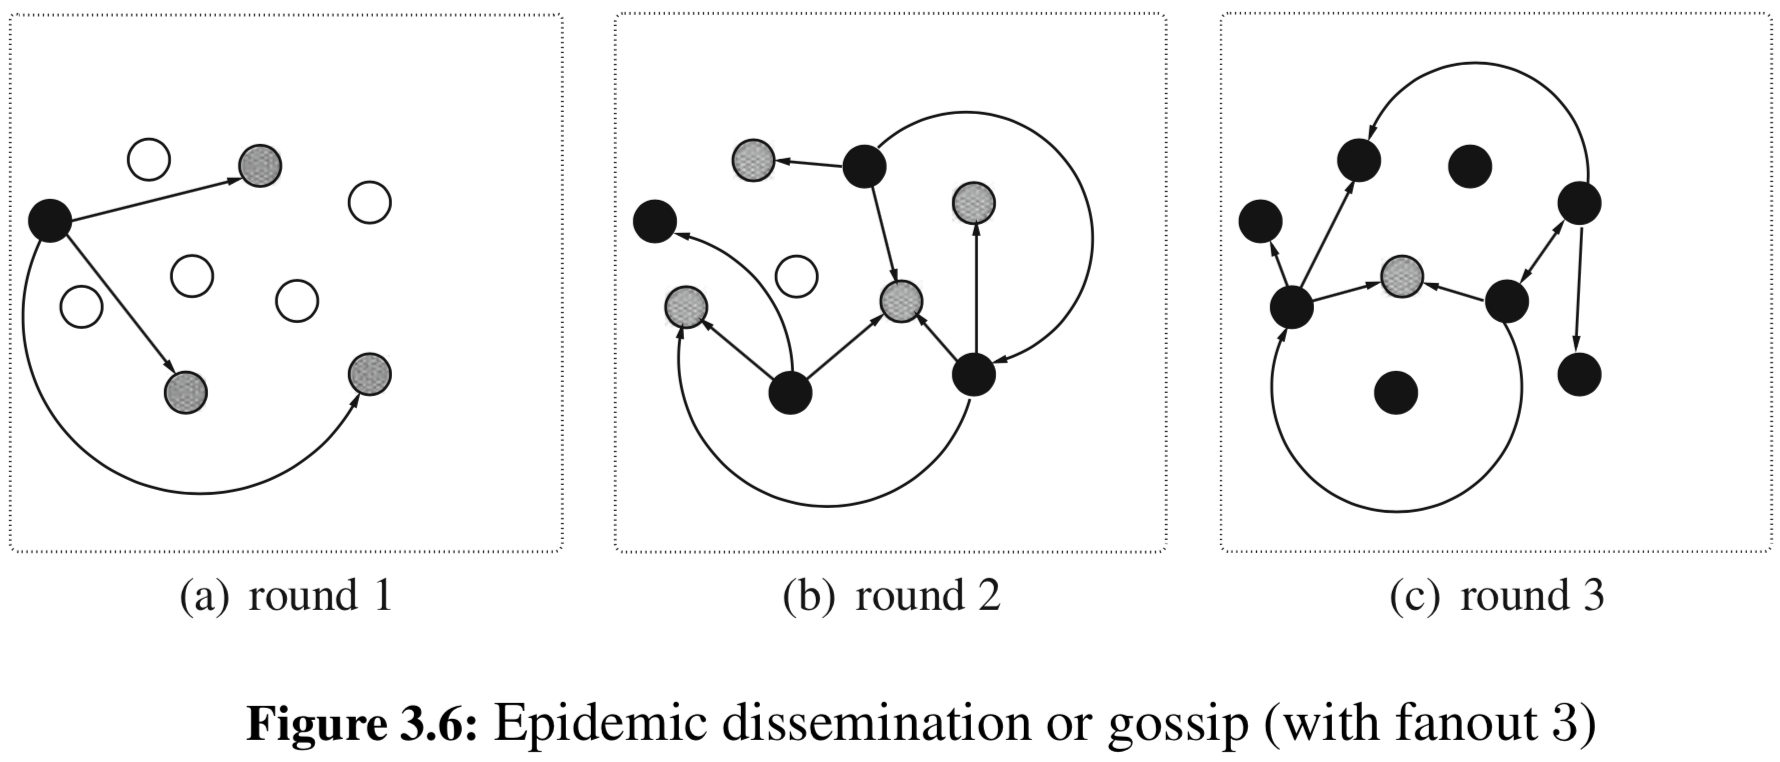 (a) round 1
(b) round 2
(c) round 3
Figure 3.6: Epidemic dissemination or gossip (with fanout 3)